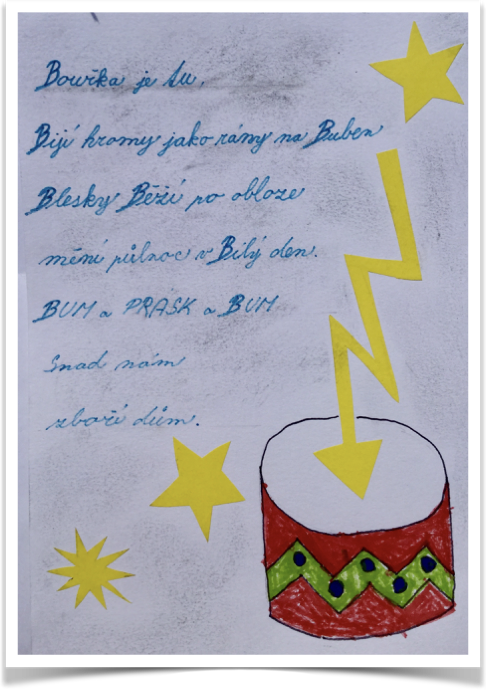 Bouřka je tu.
Bijí hromy jako rány na Buben
Blesky Běží po obloze
mění půlnoc v Bílý den.
BUM a PRASK a BUM
snad nám
zboří dům.